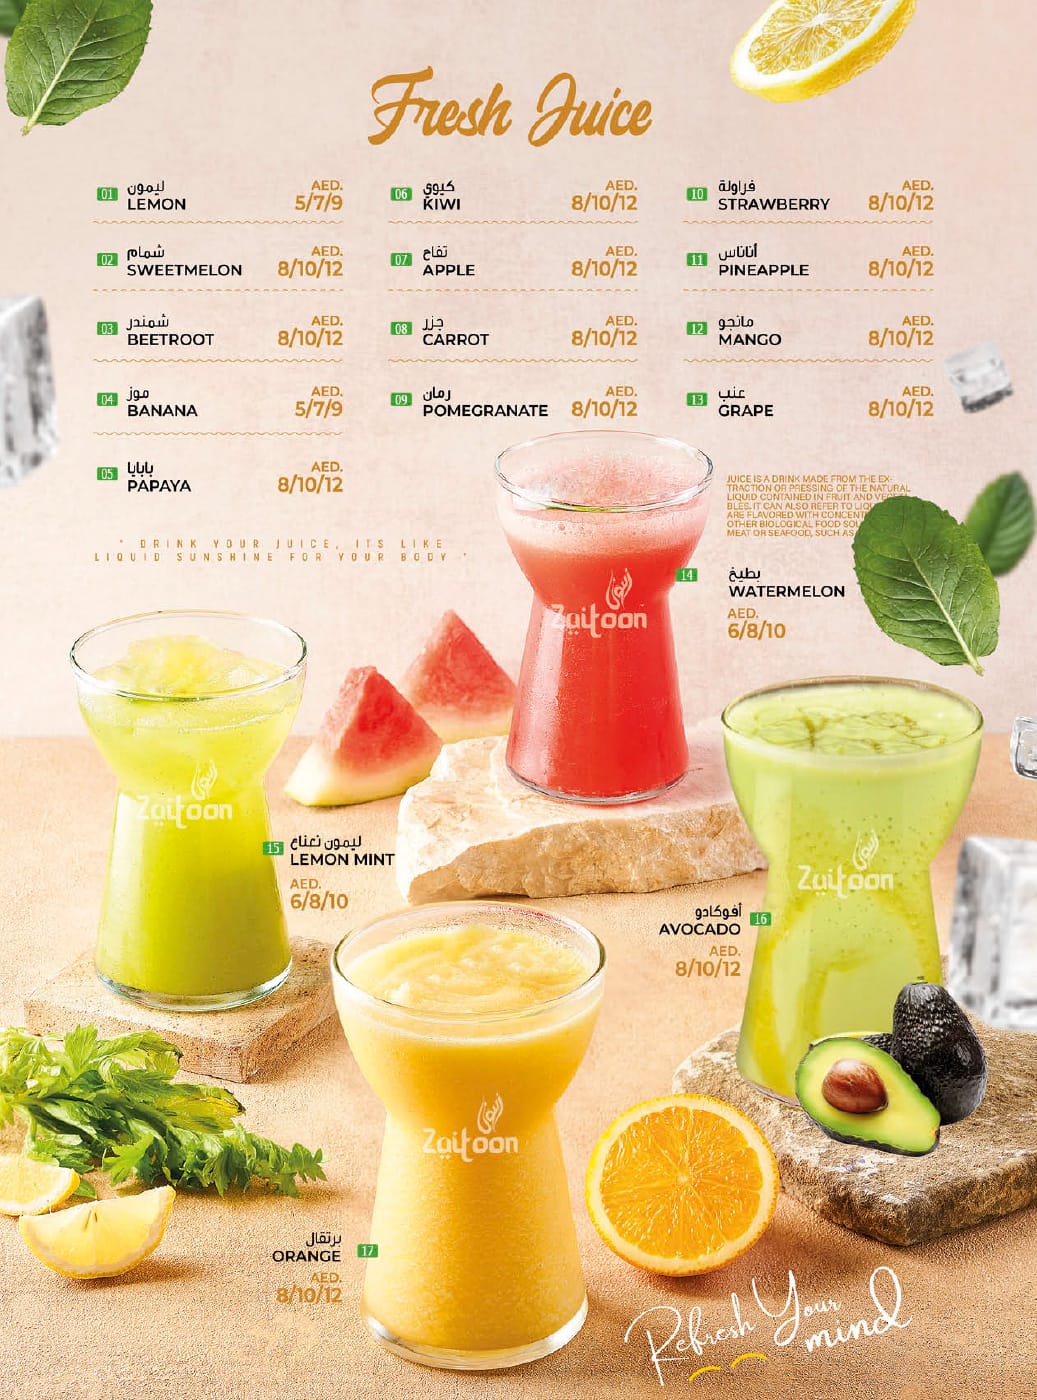 Fresh Juice
01
ليمون
LEMON
AED.
5/7/9
02
شمام
SWEETMELON
AED.
8/10/12
03
شمندر
BEETROOT
AED.
8/10/12
04
موز
BANANA
AED.
5/7/9
05
بابايا
PAPAYA
AED.
8/10/12
06
كيوي
KIWI
AED.
8/10/12
07
تفاح
APPLE
AED.
8/10/12
08
جزر
CARROT
AED.
8/10/12
09
رمان
POMEGRANATE
AED.
8/10/12
10
فراولة
STRAWBERRY
AED.
8/10/12
11
أناناس
PINEAPPLE
AED.
8/10/12
12
مانجو
MANGO
AED.
8/10/12
13
عنب
GRAPE
AED.
8/10/12
" DRINK YOUR JUICE, ITS LIKE
LIQUID SUNSHINE FOR YOUR BODY "
JUICE IS A DRINK MADE FROM THE EX-
TRACTION OR PRESSING OF THE NATURAL
LIQUID CONTAINED IN FRUIT AND
BLES. IT CAN ALSO REFER TO
ARE FLAVORED WITH
OTHER BIOLOGICAL FOOD
MEAT OR SEAFOOD, SUCH AS
14
بطيخ
WATERMELON
AED.
6/8/10
زيتون
Zaitoon
زيتون
Zaitoon
15
ليمون نعناع
LEMON MINT
AED.
6/8/10
زيتون
Zaitoon
أفوكادو
AVOCADO
16
AED.
8/10/12
زيتون
Zaitoon
برتقال
ORANGE
17
AED.
8/10/12
Refresh Your
mind